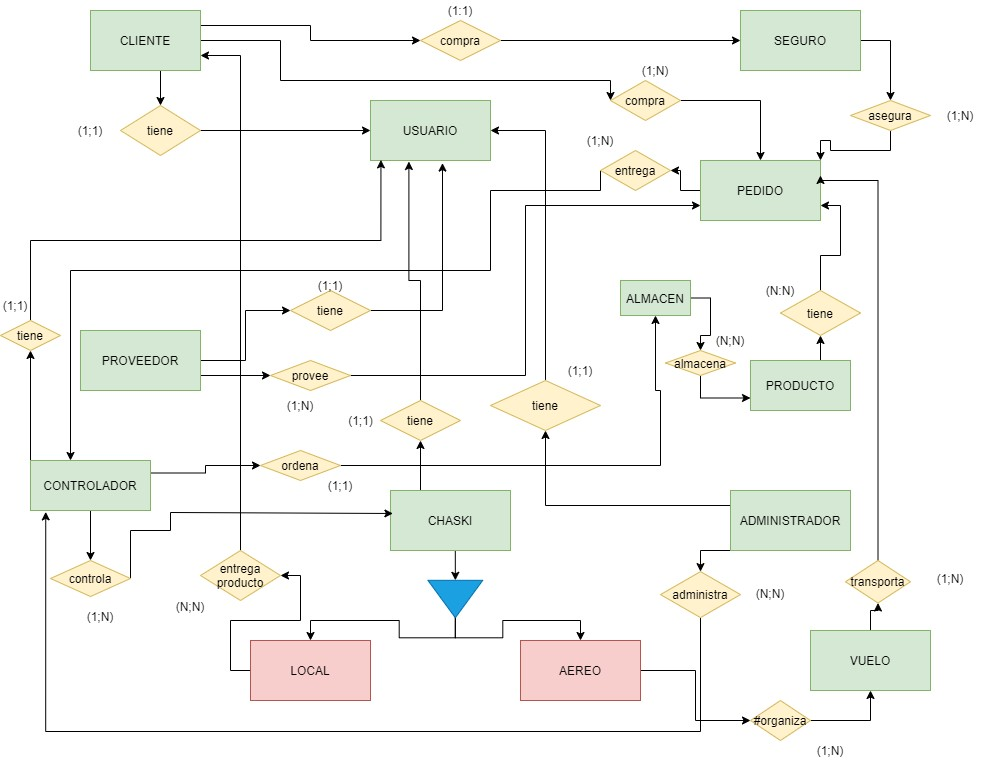 (1:1)
CLIENTE
compra
SEGURO
(1;N)
compra
asegura
(1;N)
(1;1)
tiene
USUARIO
(1;N)
entrega
PEDIDO
(1;1)
tiene
(1;1)
tiene
ALMACEN
(N:N)
tiene
PROVEEDOR
provee
(1;N)
(N;N)
almacena
PRODUCTO
(1;1)
tiene
(1;1)
tiene
ordena
(1;1)
CONTROLADOR
CHASKI
ADMINISTRADOR
controla
(1;N)
entrega
producto
(N;N)
administra
(N;N)
transporta
(1;N)
LOCAL
AEREO
VUELO
#organiza
(1;N)